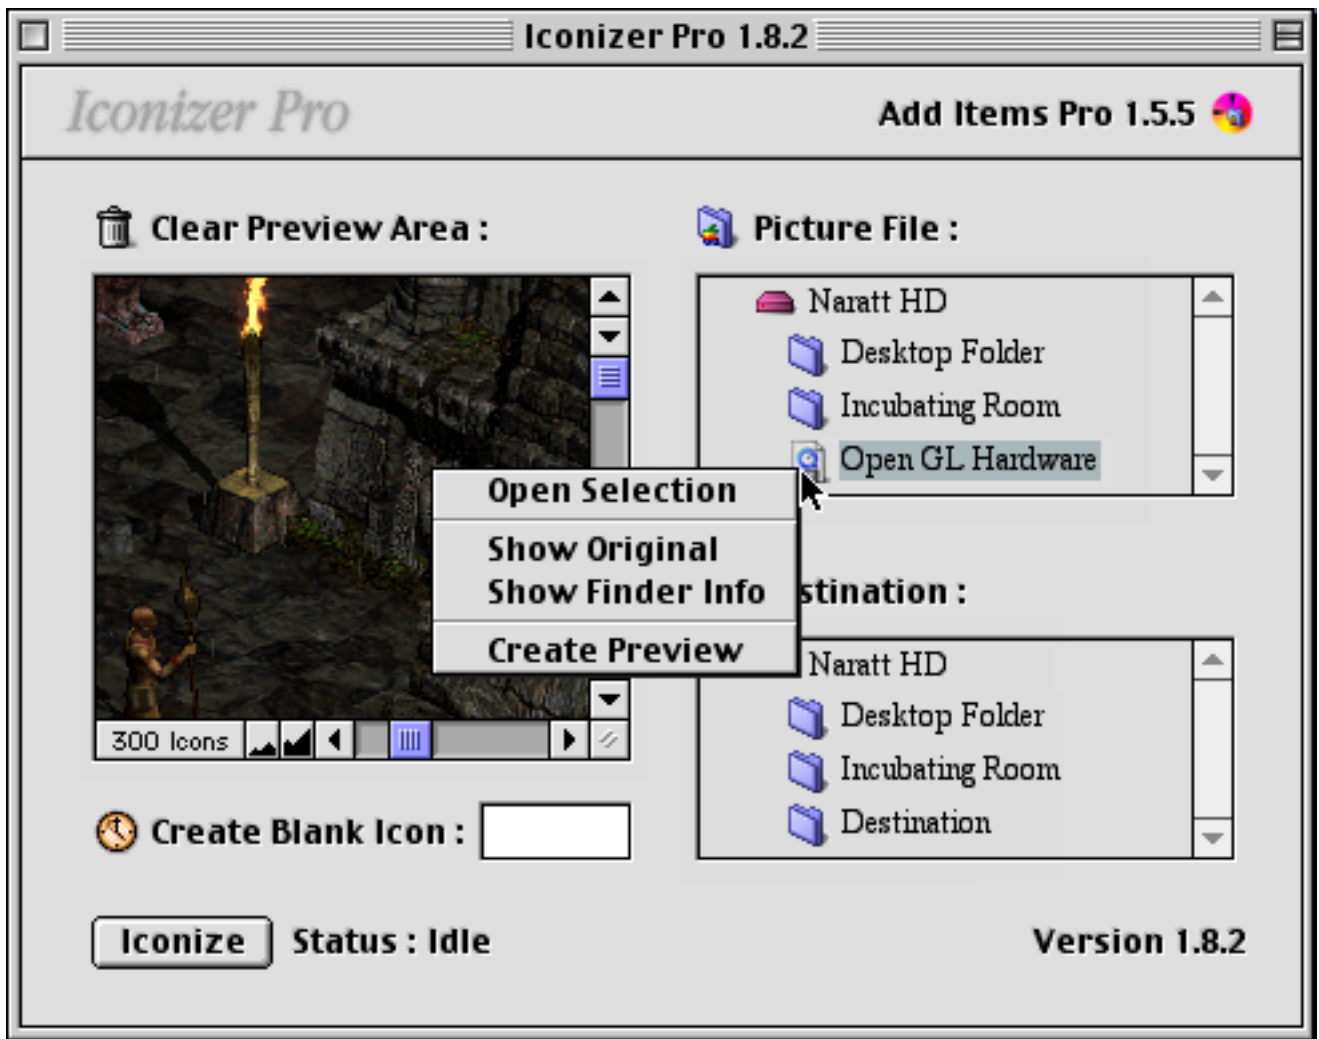 Iconizer Pro 1.8.2
Iconizer Pro
Add Items Pro 1.5.5
Clear Preview Area :
300 Icons
Create Blank Icon :
Iconize
Status : Idle
Picture File :
Naratt HD
Desktop Folder
Incubating Room
Open GL Hardware
Open Selection
Show Original
Show Finder Info
Create Preview
stination :
Naratt HD
Desktop Folder
Incubating Room
Destination
Version 1.8.2